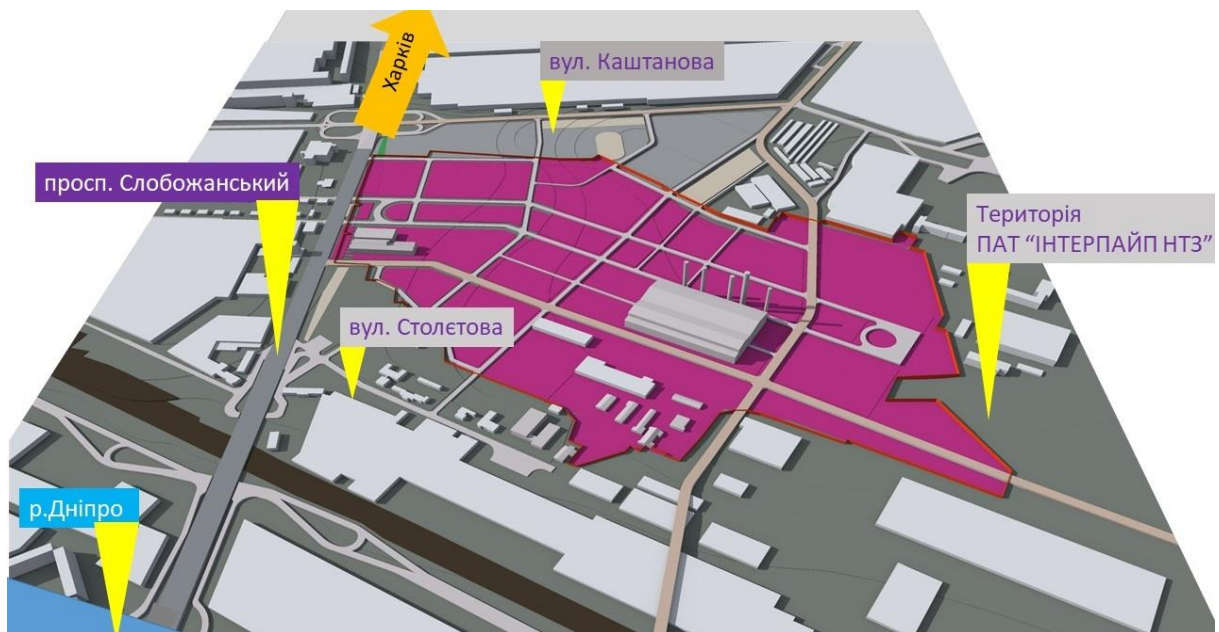 Харків
вул. Каштанова
просп. Слобожанський
Територія
ПАТ “ІНТЕРПАЙП НТЗ”
вул. Столєтова
р.Дніпро